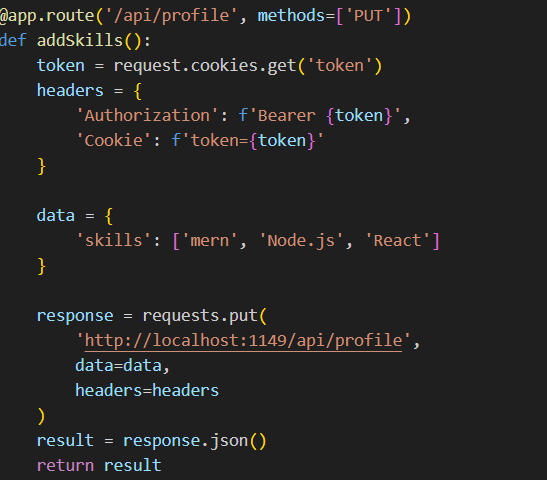 @app.route('/api/profile', methods=['PUT'])
def addSkills():
    token = request.cookies.get('token')
    headers = {
        'Authorization': f'Bearer {token}',
        'Cookie': f'token={token}'
    }
    data = {
        'skills': ['mern', 'Node.js', 'React']
    }
    response = requests.put(
        'http://localhost:1149/api/profile',
        data=data,
        headers=headers
    )
    result = response.json()
    return result